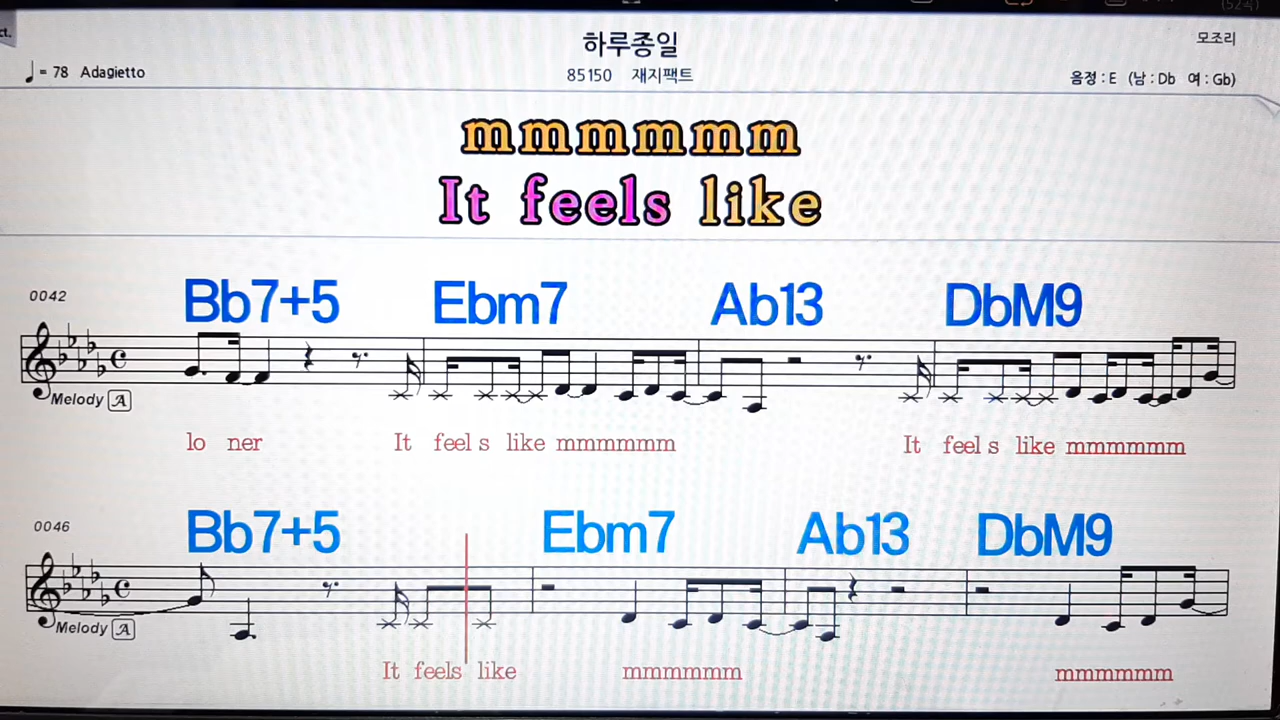 ct.
하루종일
모조리
♩ = 78 Adagietto
85150 재지팩트
음정 : E (남 : Db 여 : Gb)
mmmmmm
It feels like
0042
Bb7+5 Ebm7 Ab13 DbM9
Melody A
lo ner It feel s like mmmmmm It feel s like mmmmmm
0046
Bb7+5 Ebm7 Ab13 DbM9
Melody A
It feels like mmmmmm mmmmmm